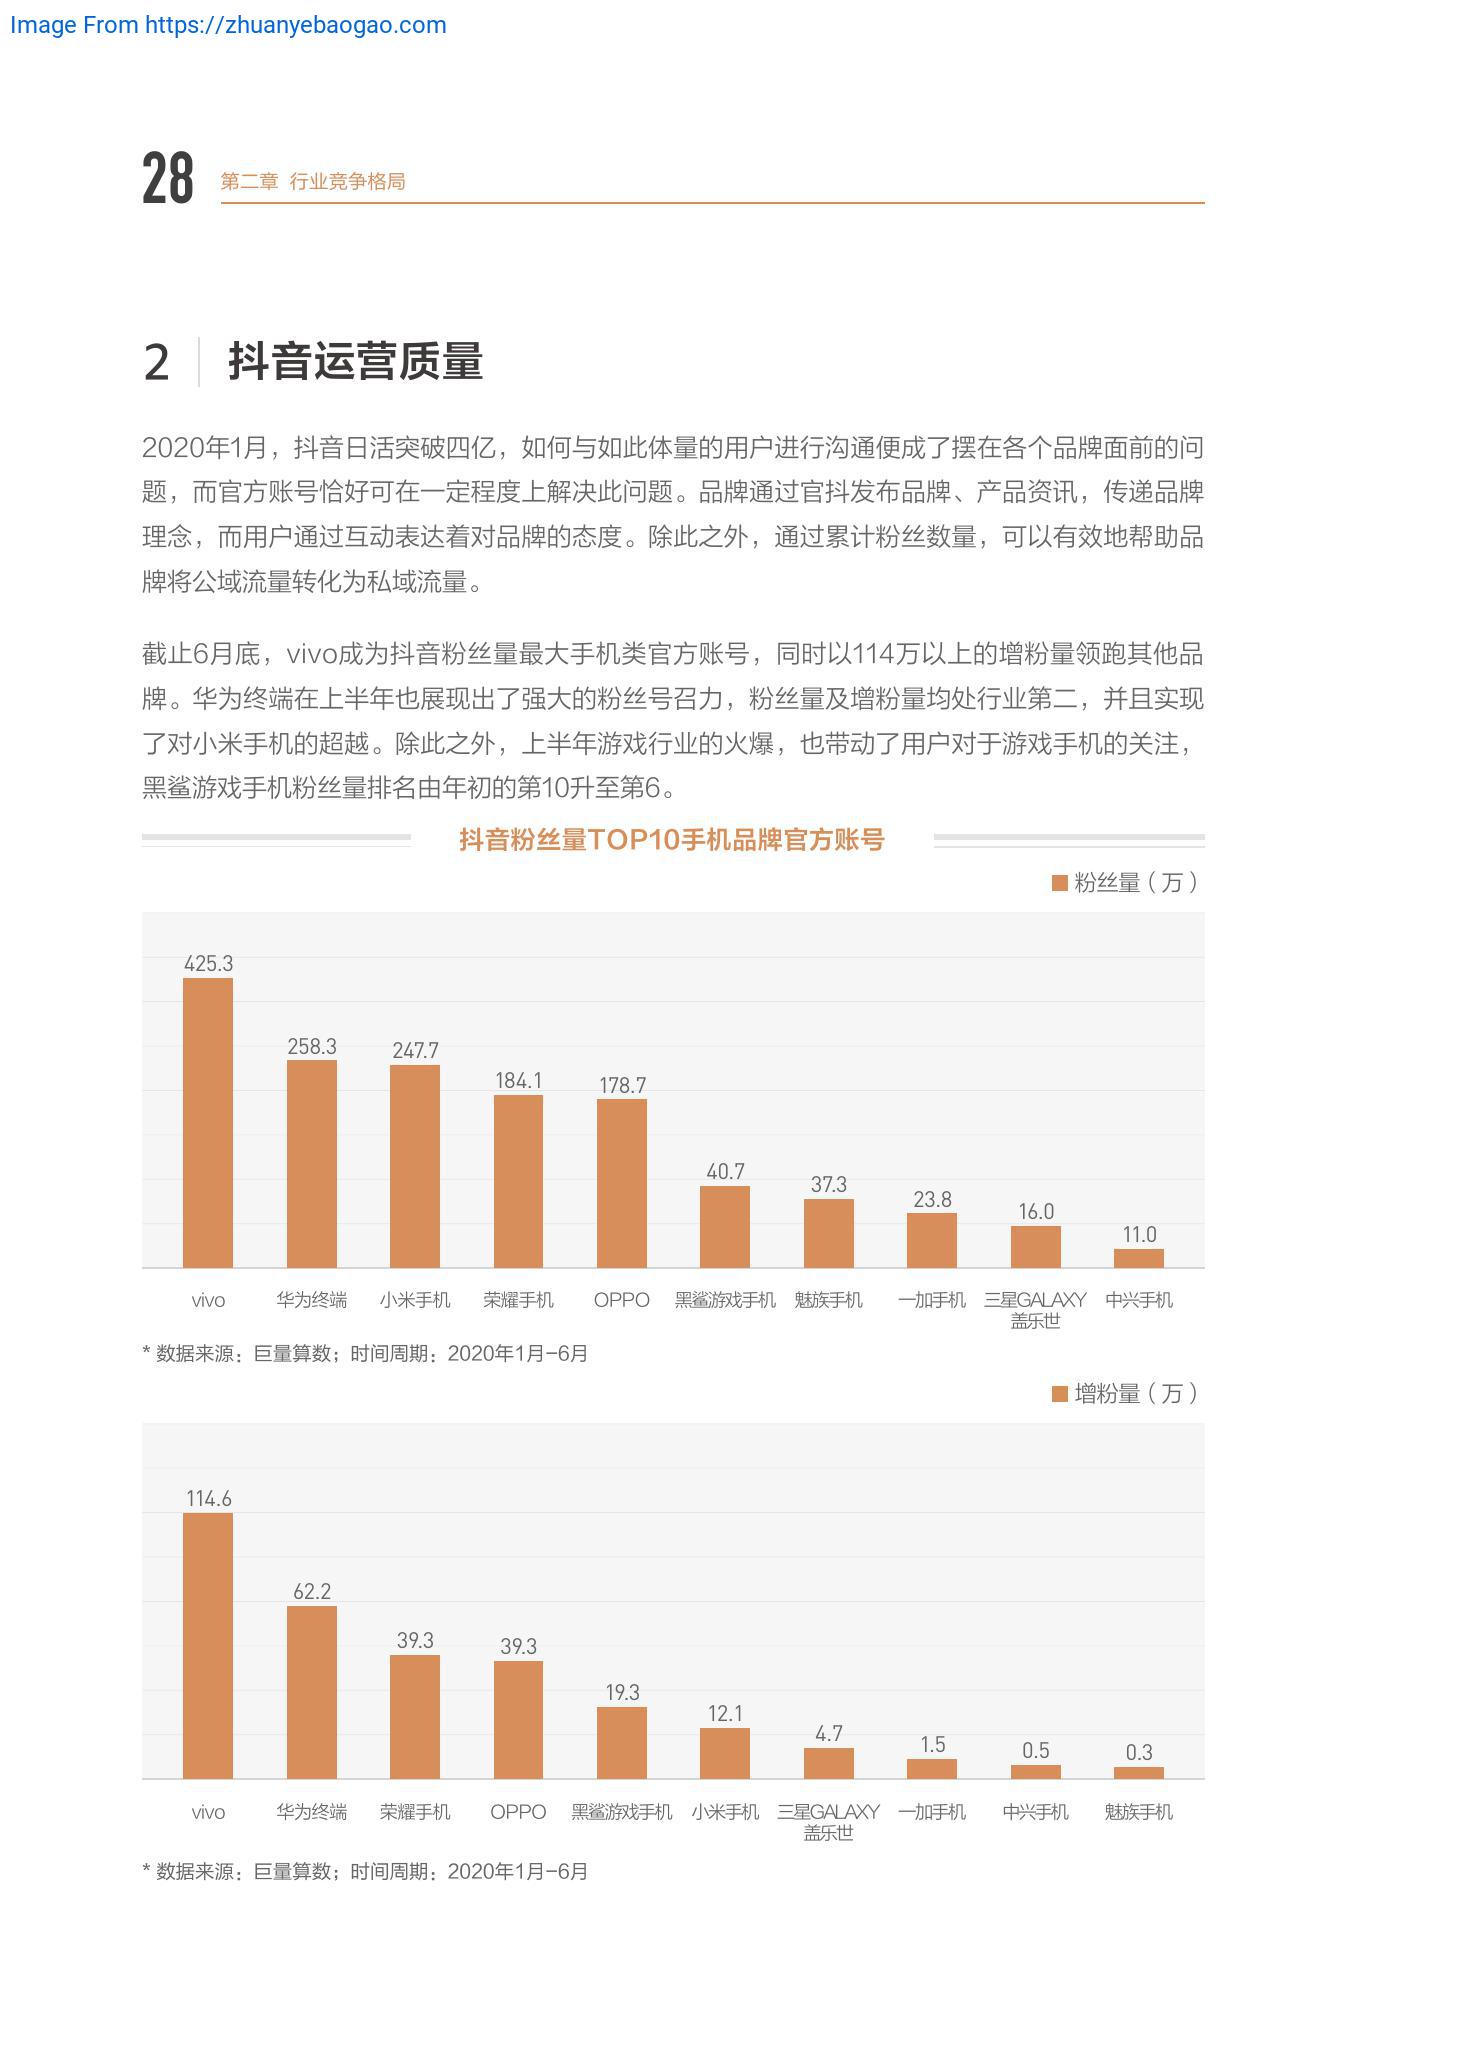 Image From https://zhuanyebaogao.com
28 第二章 行业竞争格局
2 抖音运营质量
2020年1月，抖音日活突破四亿，如何与如此体量的用户进行沟通便成了摆在各个品牌面前的问
题，而官方账号恰好可在一定程度上解决此问题。品牌通过官抖发布品牌、产品资讯，传递品牌
理念，而用户通过互动表达着对品牌的态度。除此之外，通过累计粉丝数量，可以有效地帮助品
牌将公域流量转化为私域流量。
截止6月底，vivo成为抖音粉丝量最大手机类官方账号，同时以114万以上的增粉量领跑其他品
牌。华为终端在上半年也展现出了强大的粉丝号召力，粉丝量及增粉量均处行业第二，并且实现
了对小米手机的超越。除此之外，上半年游戏行业的火爆，也带动了用户对于游戏手机的关注，
黑鲨游戏手机粉丝量排名由年初的第10升至第6。
抖音粉丝量TOP10手机品牌官方账号
粉丝量（万）
425.3 258.3 247.7 184.1 178.7 40.7 37.3 23.8 16.0 11.0
vivo 华为终端 小米手机 荣耀手机 OPPO 黑鲨游戏手机 魅族手机 一加手机 三星GALAXY 中兴手机
盖乐世
* 数据来源：巨量算数；时间周期：2020年1月-6月
增粉量（万）
114.6 62.2 39.3 39.3 19.3 12.1 4.7 1.5 0.5 0.3
vivo 华为终端 荣耀手机 OPPO 黑鲨游戏手机 小米手机 三星GALAXY 一加手机 中兴手机 魅族手机
盖乐世
* 数据来源：巨量算数；时间周期：2020年1月-6月